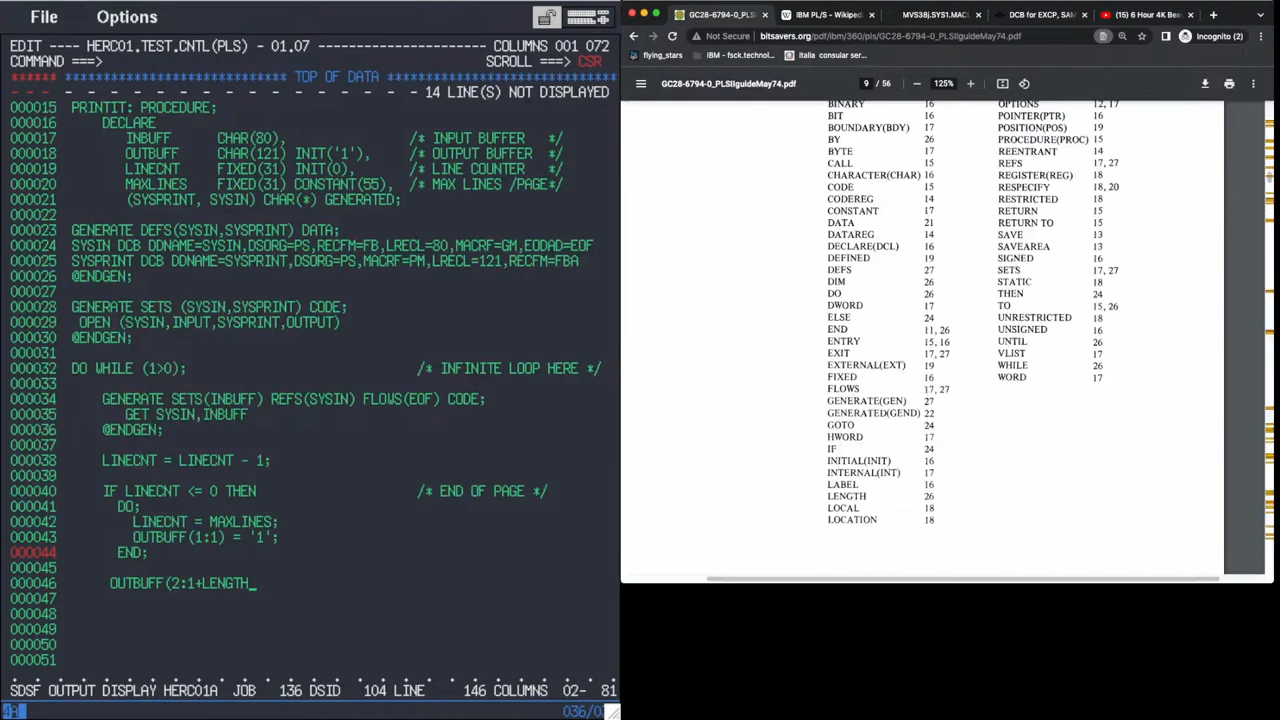 File Options
EDIT ---- HERC01.TEST.CNTL(PLS) - 01.07 ------------------- COLUMNS 001 072
COMMAND ===> SCROLL ===> CSR
****** **************************** TOP OF DATA *****************************
- - - - - - - - - - - - - - - - - - - - - - 14 LINE(S) NOT DISPLAYED
000015 PRINTIT: PROCEDURE;
000016 DECLARE
000017 INBUFF CHAR(80), /* INPUT BUFFER */
000018 OUTBUFF CHAR(121) INIT('1'), /* OUTPUT BUFFER */
000019 LINECNT FIXED(31) INIT(0), /* LINE COUNTER */
000020 MAXLINES FIXED(31) CONSTANT(55), /* MAX LINES /PAGE*/
000021 (SYSPRINT, SYSIN) CHAR(*) GENERATED;
000022
000023 GENERATE DEFS(SYSIN,SYSPRINT) DATA;
000024 SYSIN DCB DDNAME=SYSIN,DSORG=PS,RECFM=FB,LRECL=80,MACRF=GM,EODAD=EOF
000025 SYSPRINT DCB DDNAME=SYSPRINT,DSORG=PS,MACRF=PM,LRECL=121,RECFM=FBA
000026 @ENDGEN;
000027
000028 GENERATE SETS (SYSIN,SYSPRINT) CODE;
000029 OPEN (SYSIN,INPUT,SYSPRINT,OUTPUT)
000030 @ENDGEN;
000031
000032 DO WHILE (1>0); /* INFINITE LOOP HERE */
000033
000034 GENERATE SETS(INBUFF) REFS(SYSIN) FLOWS(EOF) CODE;
000035 GET SYSIN,INBUFF
000036 @ENDGEN;
000037
000038 LINECNT = LINECNT - 1;
000039
000040 IF LINECNT <= 0 THEN /* END OF PAGE */
000041 DO;
000042 LINECNT = MAXLINES;
000043 OUTBUFF(1:1) = '1';
000044 END;
000045
000046 OUTBUFF(2:1+LENGTH_
000047
000048
000049
000050
000051
SDSF OUTPUT DISPLAY HERC01A JOB 136 DSID 104 LINE 146 COLUMNS 02- 81
4A 036/0
GC28-6794-0_PLSIIguideMay74.p × IBM PL/S - Wikiped × MVS38j.SYS1.MACL × DCB for EXCP, SAM × (15) 6 Hour 4K Be × +
Not Secure bitsavers.org/pdf/ibm/360/pls/GC28-6794-0_PLSIIguideMay74.pdf Incognito (2)
flying_stars IBM - fsck.technol... Italia consular ser...
GC28-6794-0_PLSIIguideMay74.pdf 9 / 56 125%
BINARY 16
BIT 16
BOUNDARY(BDY) 17
BY 26
BYTE 17
CALL 15
CHARACTER(CHAR) 16
CODE 15
CODEREG 14
CONSTANT 17
DATA 21
DATAREG 14
DECLARE(DCL) 16
DEFINED 19
DEFS 27
DIM 26
DO 26
DWORD 17
ELSE 24
END 11, 26
ENTRY 15, 16
EXIT 17, 27
EXTERNAL(EXT) 19
FIXED 16
FLOWS 17, 27
GENERATE(GEN) 27
GENERATED(GEND) 22
GOTO 24
HWORD 17
IF 24
INITIAL(INIT) 16
INTERNAL(INT) 17
LABEL 16
LENGTH 26
LOCAL 18
LOCATION 18
OPTIONS 12, 17
POINTER(PTR) 16
POSITION(POS) 19
PROCEDURE(PROC) 15
REENTRANT 14
REFS 17, 27
REGISTER(REG) 18
RESPECIFY 18, 20
RESTRICTED 18
RETURN 15
RETURN TO 15
SAVE 13
SAVEAREA 13
SIGNED 16
SETS 17, 27
STATIC 18
THEN 24
TO 15, 26
UNRESTRICTED 18
UNSIGNED 16
UNTIL 26
VLIST 17
WHILE 26
WORD 17